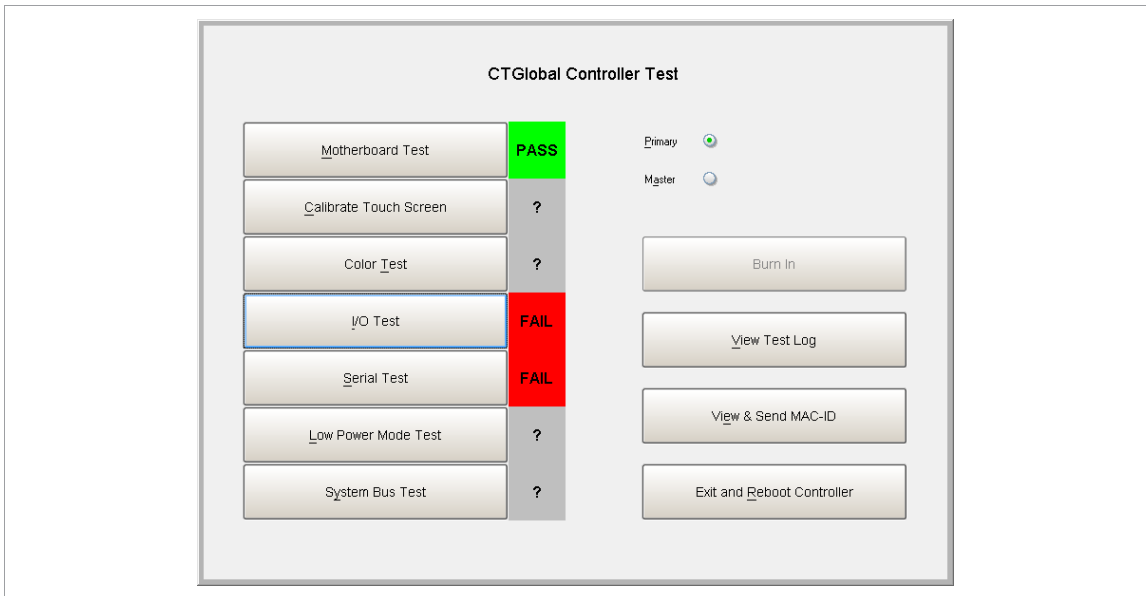 CTGlobal Controller Test
Motherboard Test PASS
Calibrate Touch Screen ?
Color Test ?
I/O Test FAIL
Serial Test FAIL
Low Power Mode Test ?
System Bus Test ?
Primary
Master
Burn In
View Test Log
View & Send MAC-ID
Exit and Reboot Controller